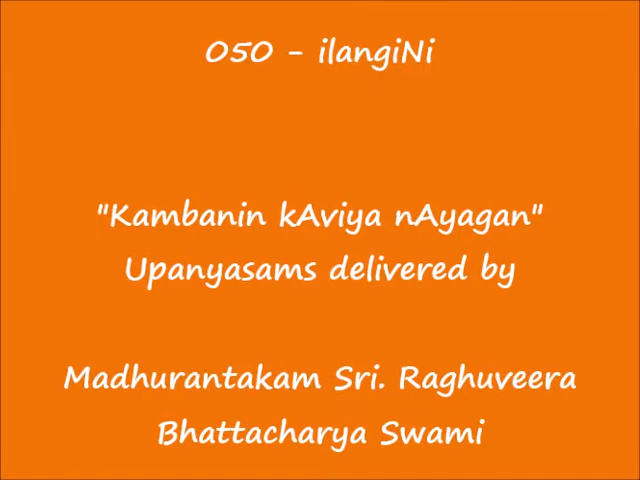 050 - ilangiNi
"Kambanin kAviya nAyagan"
Upanyasams delivered by
Madhurantakam Sri. Raghuveera
Bhattacharya Swami